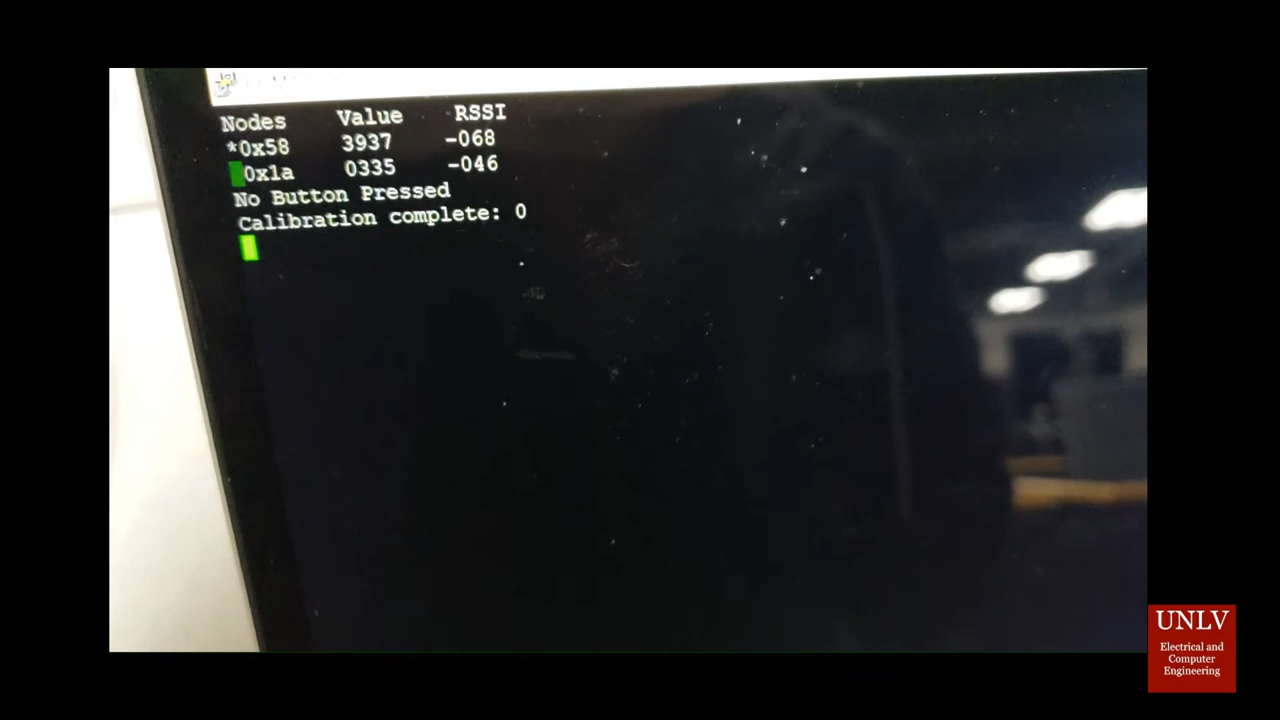 Nodes Value RSSI
*0x58 3937 -068
0x1a 0335 -046
No Button Pressed
Calibration complete: 0
UNLV
Electrical and
Computer
Engineering